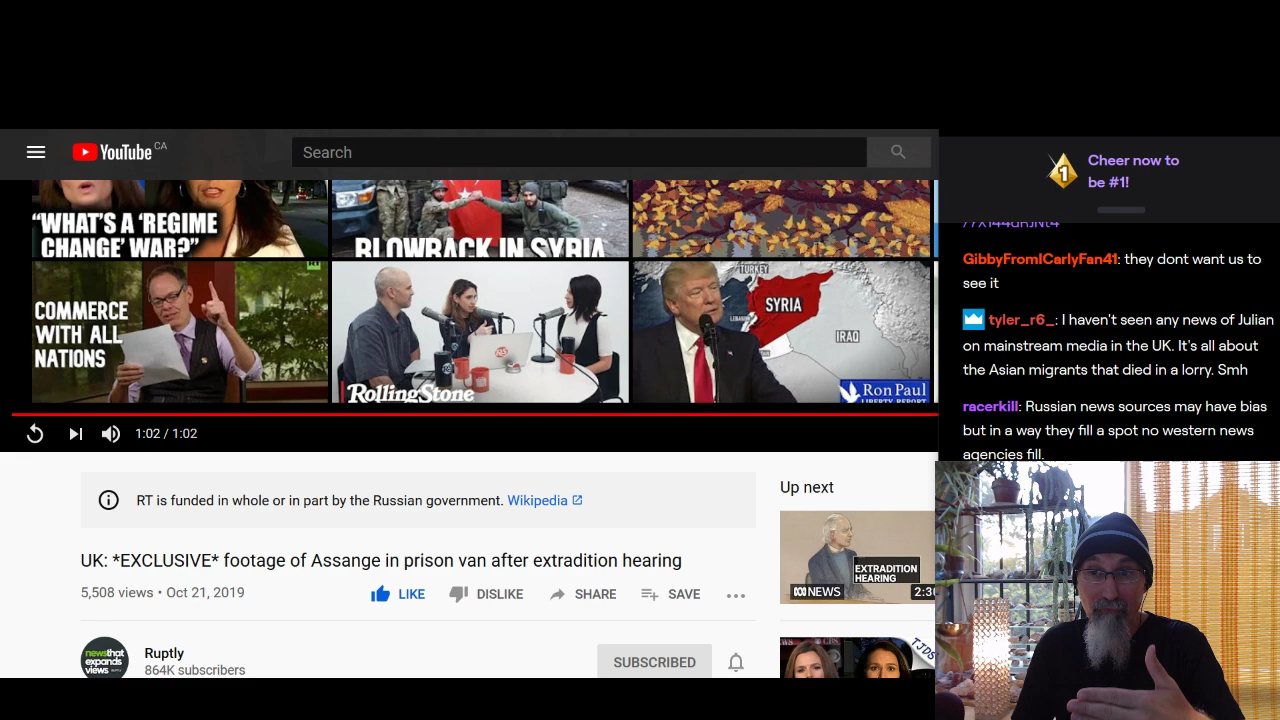 YouTube CA
Search
"WHAT'S A 'REGIME
CHANGE' WAR?"
BLOWBACK IN SYRIA
COMMERCE
WITH ALL
NATIONS
RollingStone
TURKEY
SYRIA
LEBANON
IRAQ
RON PAUL
LIBERTY REPORT
1:02 / 1:02
RT is funded in whole or in part by the Russian government. Wikipedia
UK: *EXCLUSIVE* footage of Assange in prison van after extradition hearing
5,508 views • Oct 21, 2019
LIKE
DISLIKE
SHARE
SAVE
newsthat
expands
views
Ruptly
864K subscribers
SUBSCRIBED
Up next
EXTRADITION
HEARING
NEWS
2:30
TJDS
1
Cheer now to
be #1!
GibbyFromICarlyFan41: they dont want us to
see it
tyler_r6_: I haven't seen any news of Julian
on mainstream media in the UK. It's all about
the Asian migrants that died in a lorry. Smh
racerkill: Russian news sources may have bias
but in a way they fill a spot no western news
agencies fill.